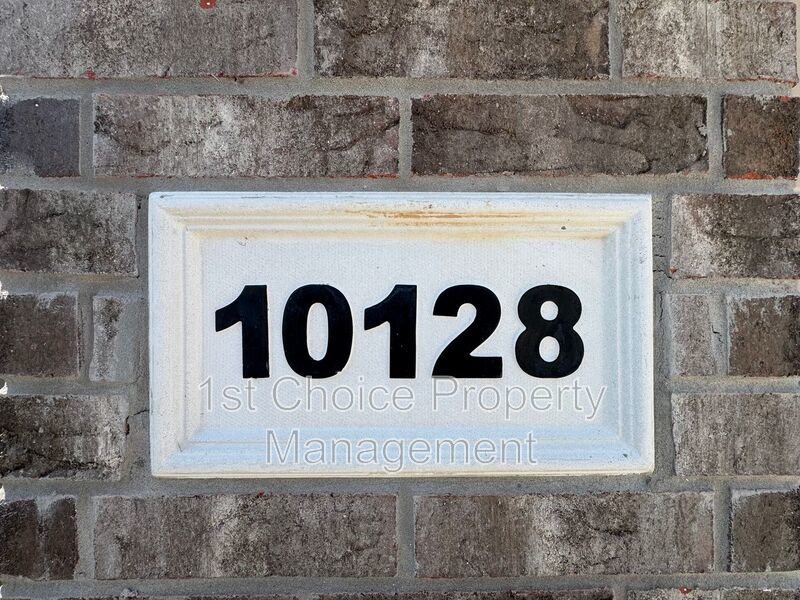 10128
1st Choice Property
Management